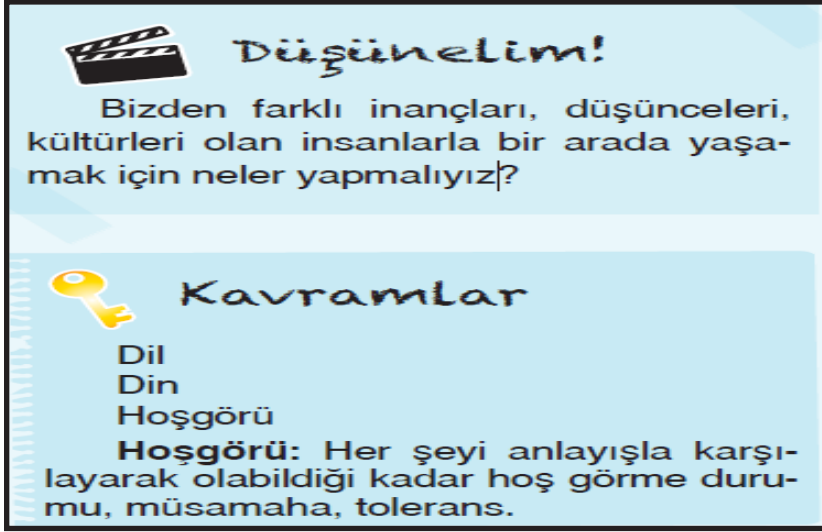 Düşünelim!
Bizden farklı inançları, düşünceleri,
kültürleri olan insanlarla bir arada yaşa-
mak için neler yapmalıyız?
Kavramlar
Dil
Din
Hoşgörü
Hoşgörü: Her şeyi anlayışla karşı-
layarak olabildiği kadar hoş görme duru-
mu, müsamaha, tolerans.